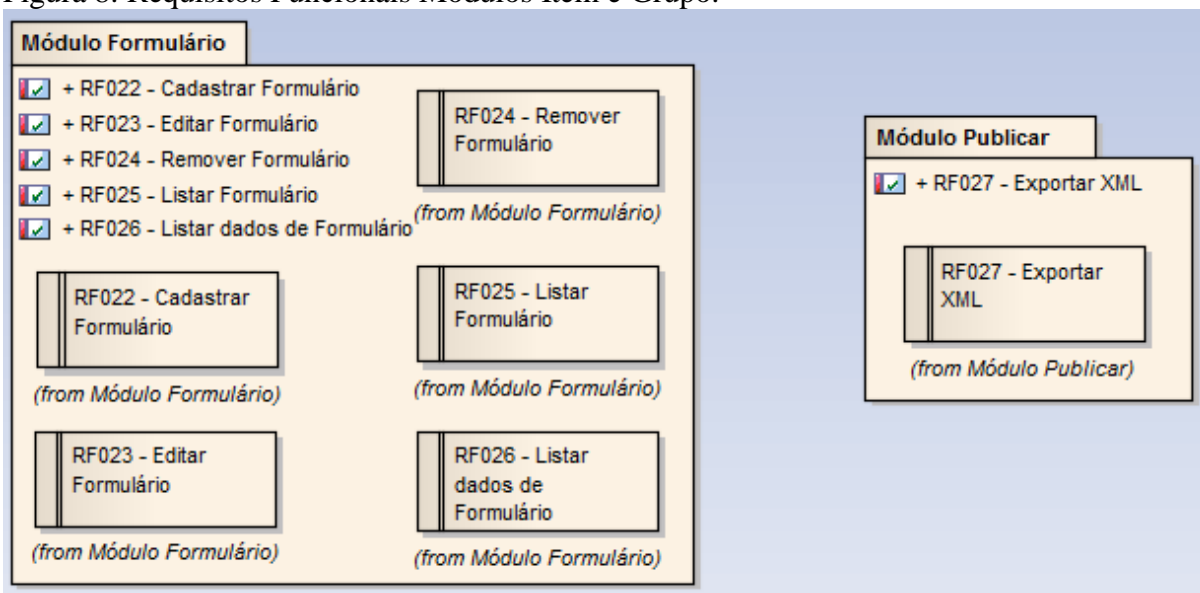 Figura 8: Requisitos Funcionais Módulos Item e Grupo.
Módulo Formulário
+ RF022 - Cadastrar Formulário
+ RF023 - Editar Formulário
+ RF024 - Remover Formulário
+ RF025 - Listar Formulário
+ RF026 - Listar dados de Formulário
RF024 - Remover
Formulário
(from Módulo Formulário)
RF022 - Cadastrar
Formulário
(from Módulo Formulário)
RF025 - Listar
Formulário
(from Módulo Formulário)
RF023 - Editar
Formulário
(from Módulo Formulário)
RF026 - Listar
dados de
Formulário
(from Módulo Formulário)
Módulo Publicar
+ RF027 - Exportar XML
RF027 - Exportar
XML
(from Módulo Publicar)